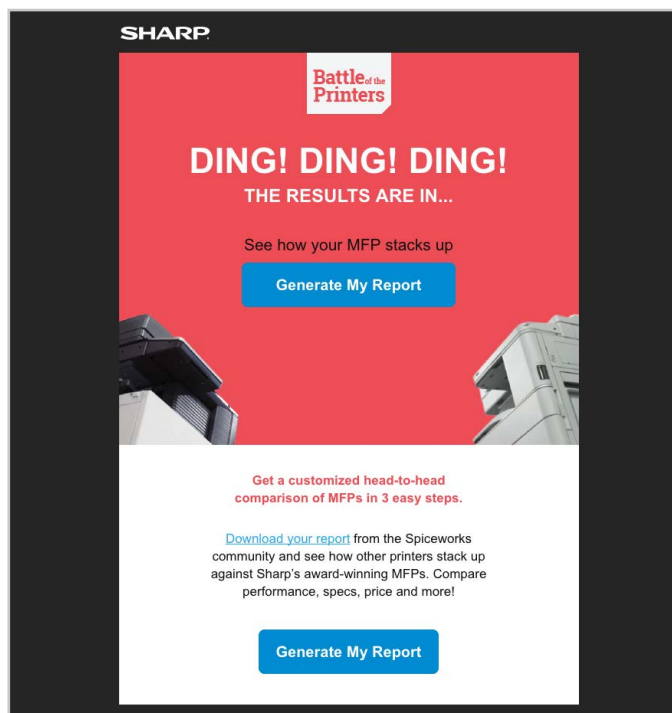 SHARP
Battle of the
Printers
DING! DING! DING!
THE RESULTS ARE IN...
See how your MFP stacks up
Generate My Report
Get a customized head-to-head
comparison of MFPs in 3 easy steps.
Download your report from the Spiceworks
community and see how other printers stack up
against Sharp's award-winning MFPs. Compare
performance, specs, price and more!
Generate My Report